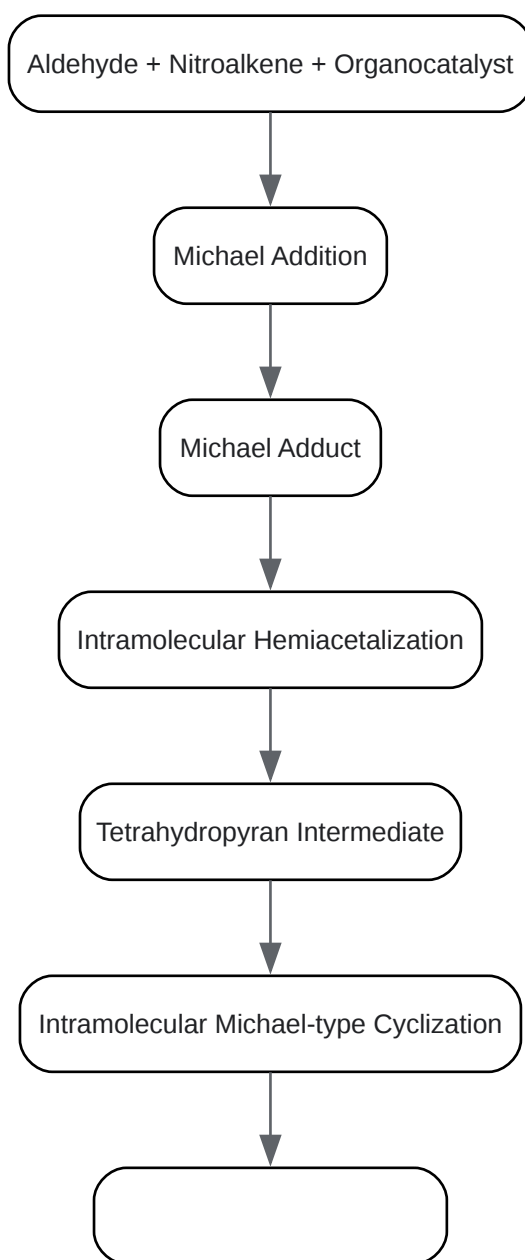 Aldehyde + Nitroalkene + Organocatalyst
Michael Addition
Michael Adduct
Intramolecular Hemiacetalization
Tetrahydropyran Intermediate
Intramolecular Michael-type Cyclization